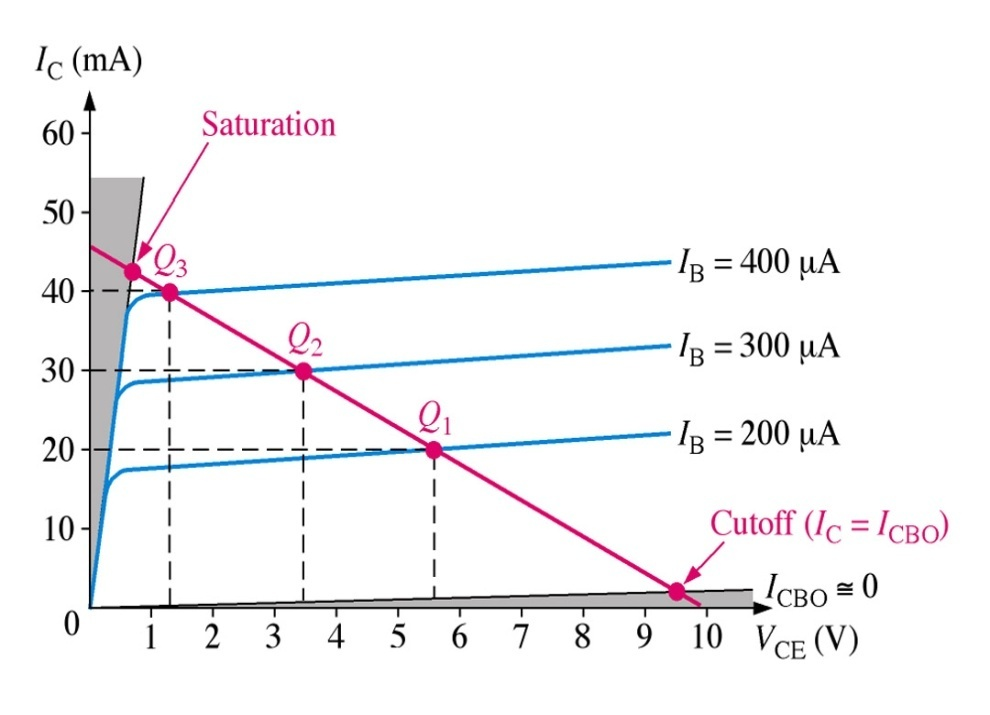 I_C (mA)
Saturation
60
50
Q_3
40
I_B = 400 μA
Q_2
I_B = 300 μA
30
Q_1
I_B = 200 μA
20
10
Cutoff (I_C = I_CBO)
I_CBO ≅ 0
0
1 2 3 4 5 6 7 8 9 10 V_CE (V)